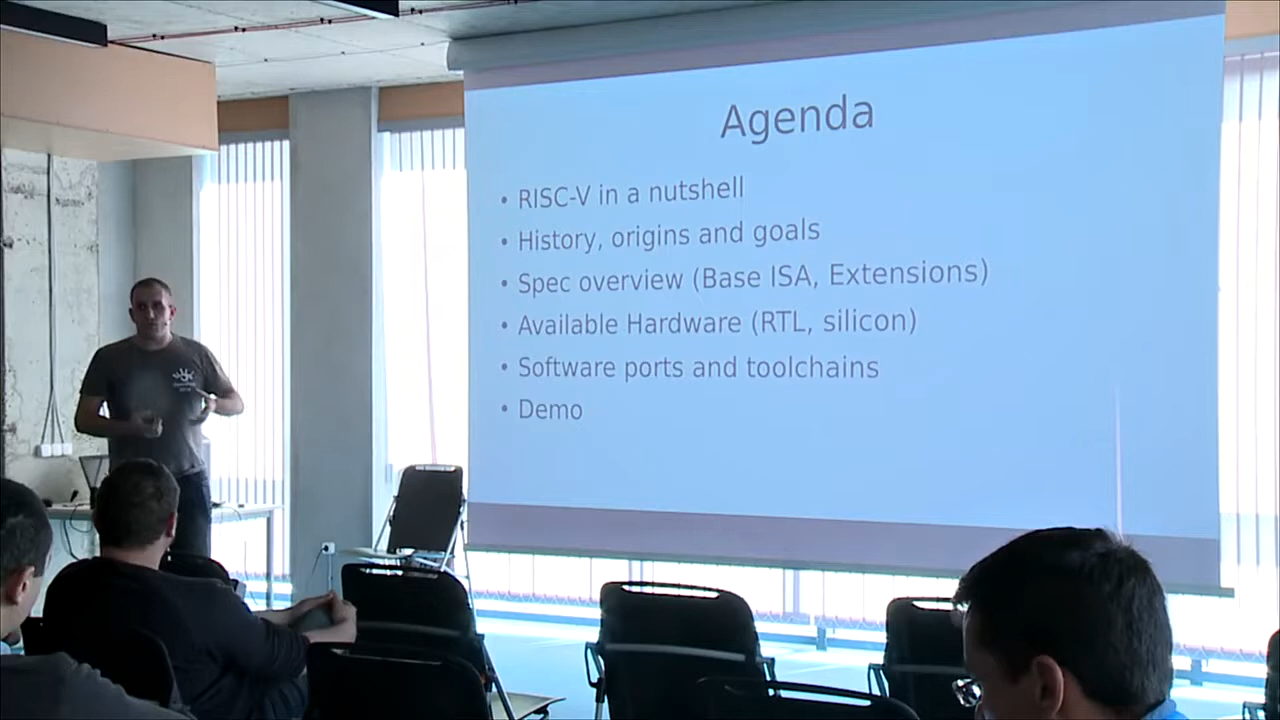 Agenda
• RISC-V in a nutshell
• History, origins and goals
• Spec overview (Base ISA, Extensions)
• Available Hardware (RTL, silicon)
• Software ports and toolchains
• Demo